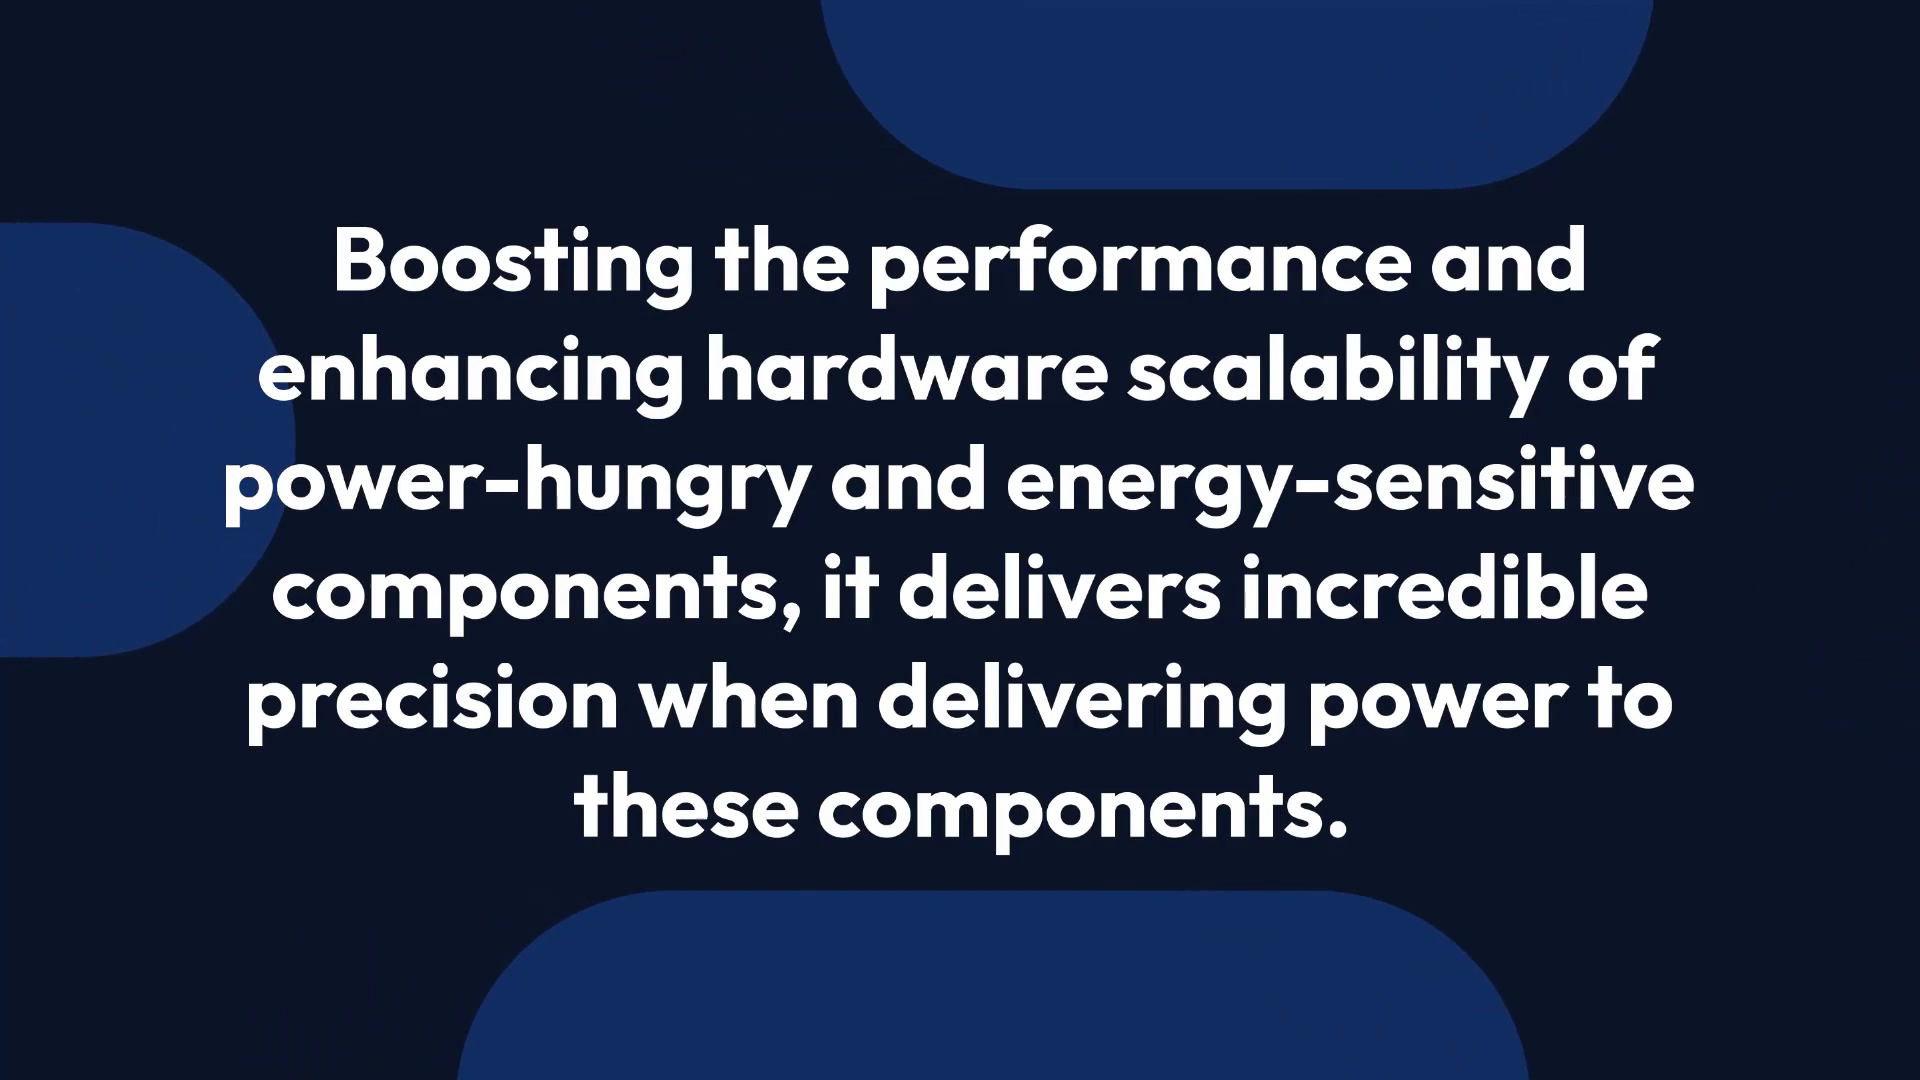 Boosting the performance and
enhancing hardware scalability of
power-hungry and energy-sensitive
components, it delivers incredible
precision when delivering power to
these components.